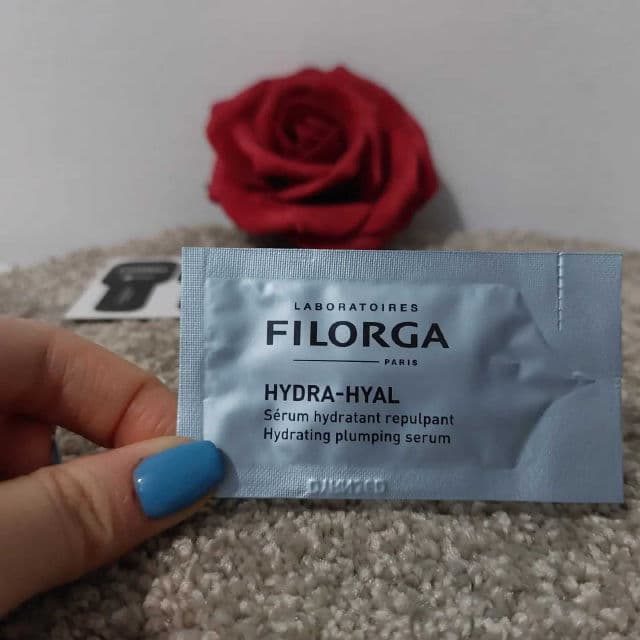 LABORATOIRES
FILORGA
PARIS
HYDRA-HYAL
Sérum hydratant repulpant
Hydrating plumping serum